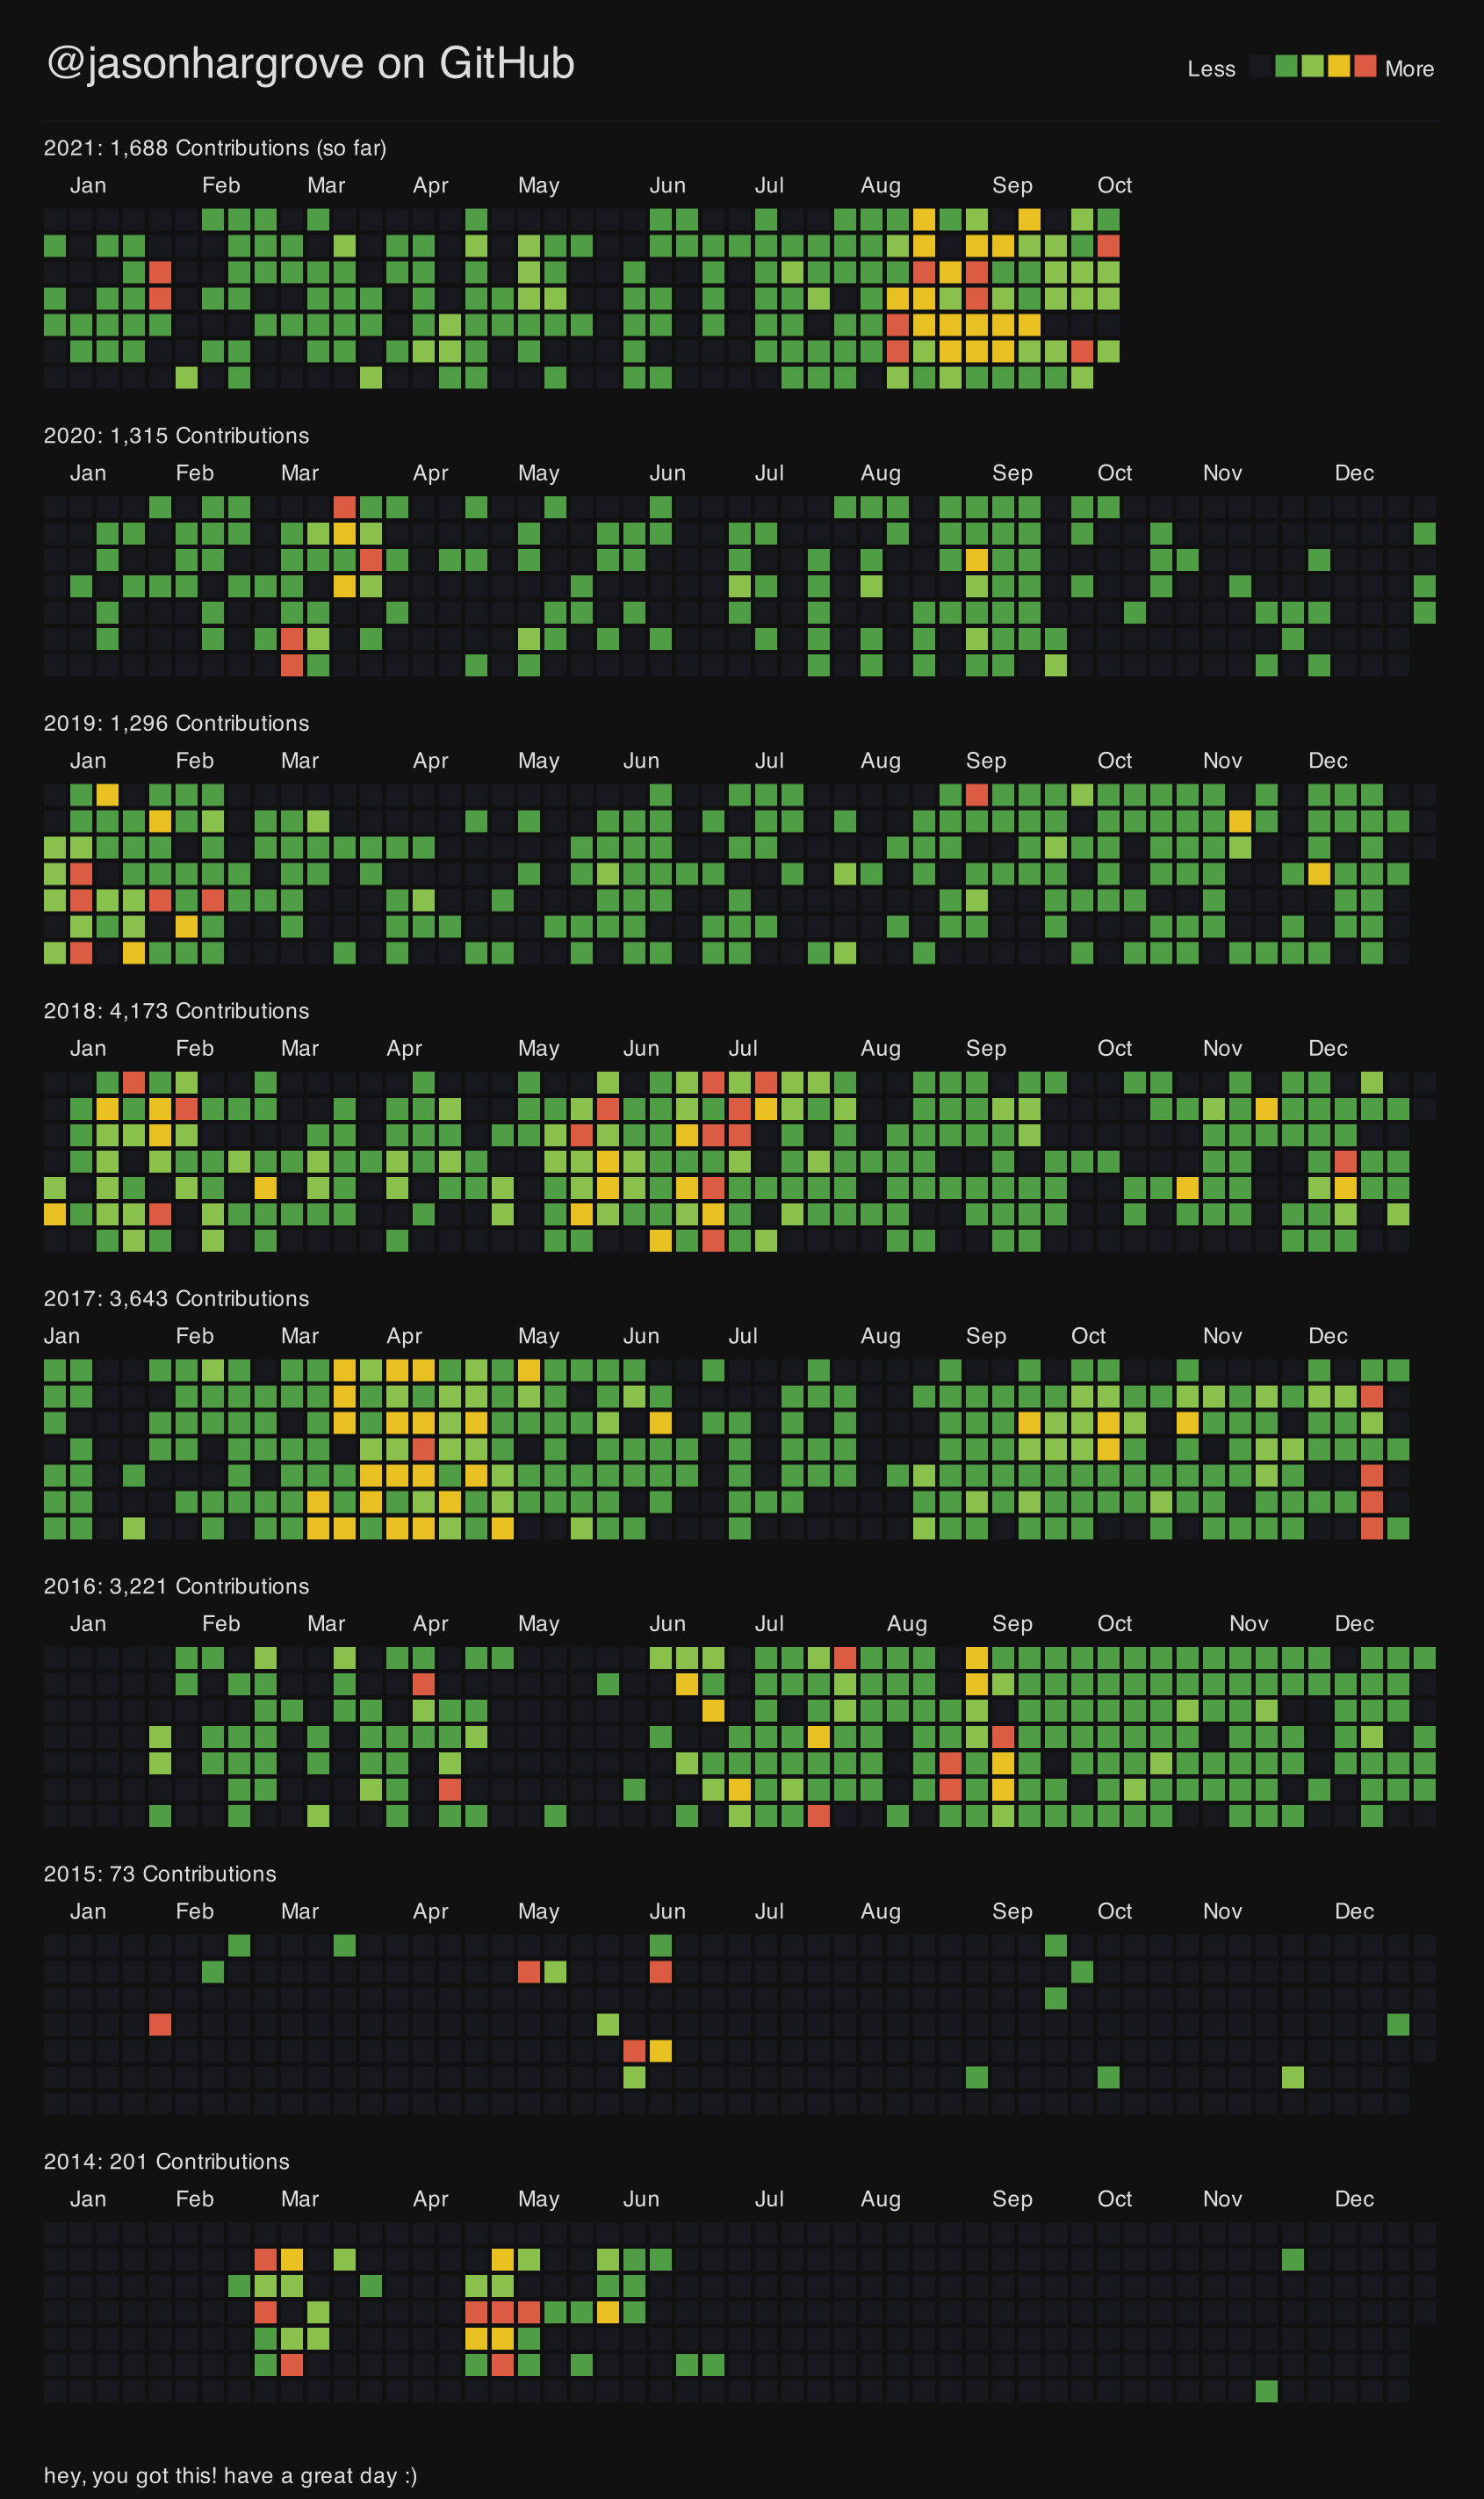 @jasonhargrove on GitHub
Less More
2021: 1,688 Contributions (so far)
Jan Feb Mar Apr May Jun Jul Aug Sep Oct
2020: 1,315 Contributions
Jan Feb Mar Apr May Jun Jul Aug Sep Oct Nov Dec
2019: 1,296 Contributions
Jan Feb Mar Apr May Jun Jul Aug Sep Oct Nov Dec
2018: 4,173 Contributions
Jan Feb Mar Apr May Jun Jul Aug Sep Oct Nov Dec
2017: 3,643 Contributions
Jan Feb Mar Apr May Jun Jul Aug Sep Oct Nov Dec
2016: 3,221 Contributions
Jan Feb Mar Apr May Jun Jul Aug Sep Oct Nov Dec
2015: 73 Contributions
Jan Feb Mar Apr May Jun Jul Aug Sep Oct Nov Dec
2014: 201 Contributions
Jan Feb Mar Apr May Jun Jul Aug Sep Oct Nov Dec
hey, you got this! have a great day :)